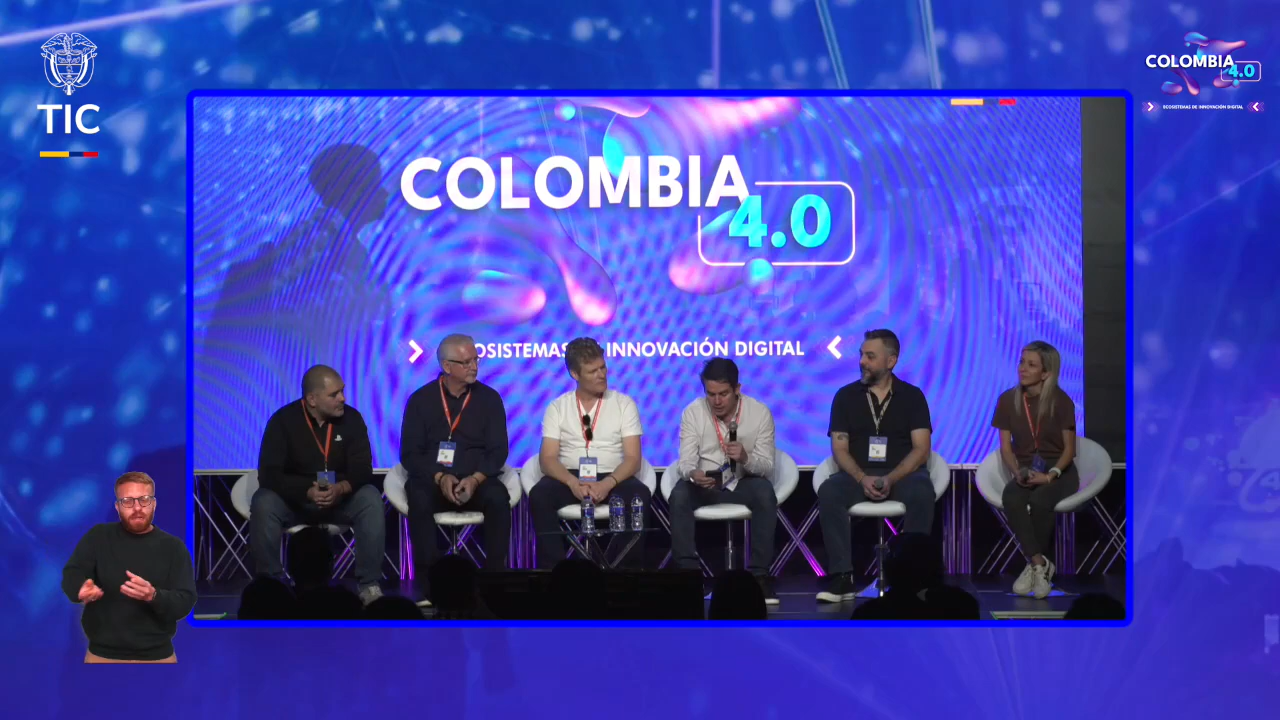 TIC
COLOMBIA
4.0
ECOSISTEMAS DE INNOVACIÓN DIGITAL
COLOMBIA
4.0
INNOVACIÓN DIGITAL